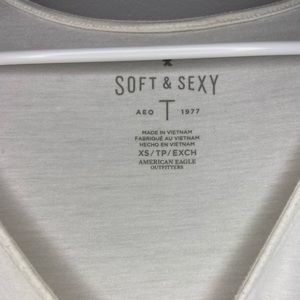 SOFT & SEXY
AEO T 1977
MADE IN VIETNAM
FABRIQUÉ AU VIETNAM
HECHO EN VIETNAM
XS/TP/EXCH
AMERICAN EAGLE
OUTFITTERS